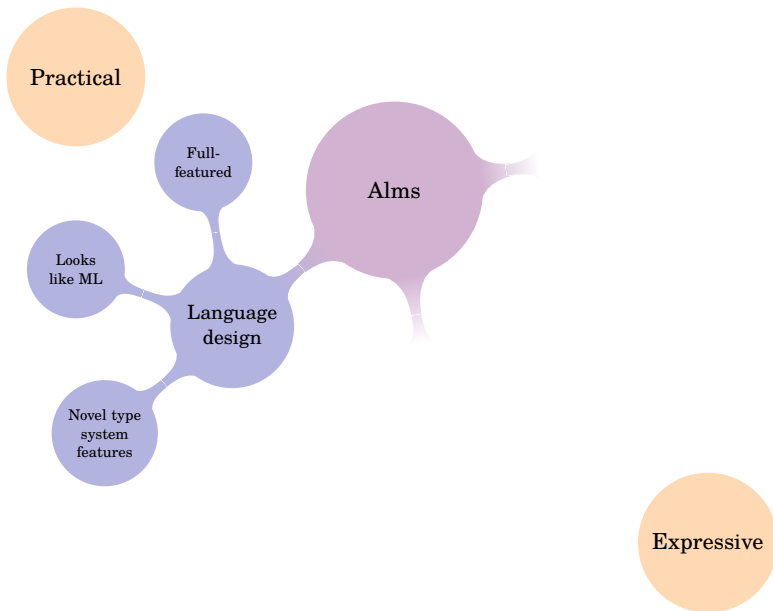 Practical
Full-
featured
Alms
Looks
like ML
Language
design
Novel type
system
features
Expressive